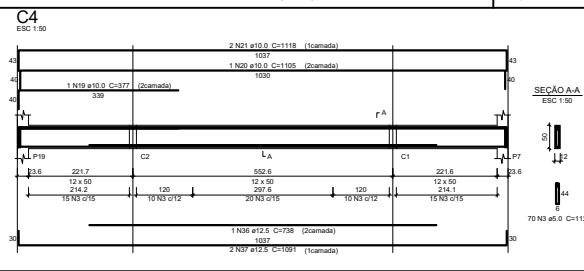 C4
ESC 1:50
2 N21 ø10.0 C=1118 (1camada)
43
1037
43
1 N20 ø10.0 C=1105 (2camada)
40
1030
40
1 N19 ø10.0 C=377 (2camada)
40
339
SEÇÃO A-A
ESC 1:50
A
50
12
P19
C2
A
C1
P7
23.6
221.7
552.6
221.6
23.6
12 x 50
12 x 50
12 x 50
214.2
120
297.6
120
214.1
15 N3 c/15
10 N3 c/12
20 N3 c/15
10 N3 c/12
15 N3 c/15
44
6
70 N3 ø5.0
1 N36 ø12.5 C=738 (2camada)
30
1037
30
2 N37 ø12.5 C=1091 (1camada)